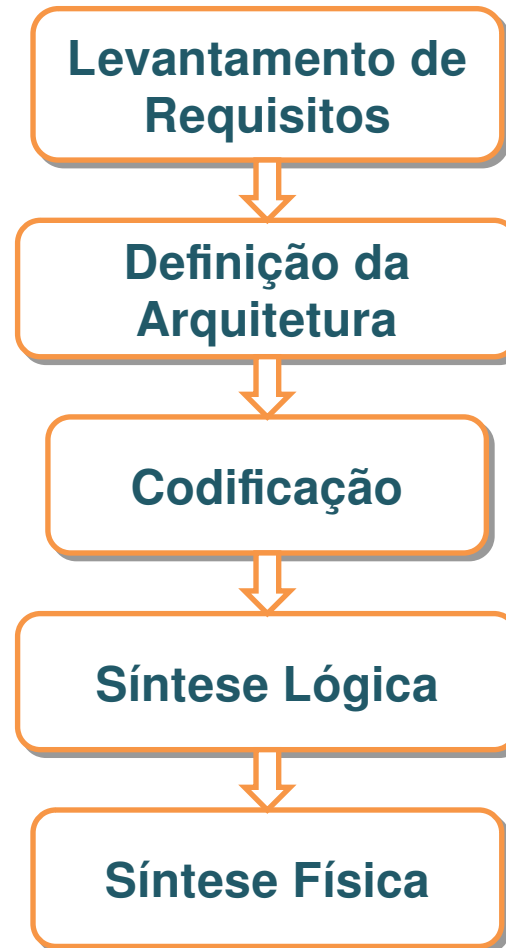 Levantamento de
Requisitos
Definição da
Arquitetura
Codificação
Síntese Lógica
Síntese Física